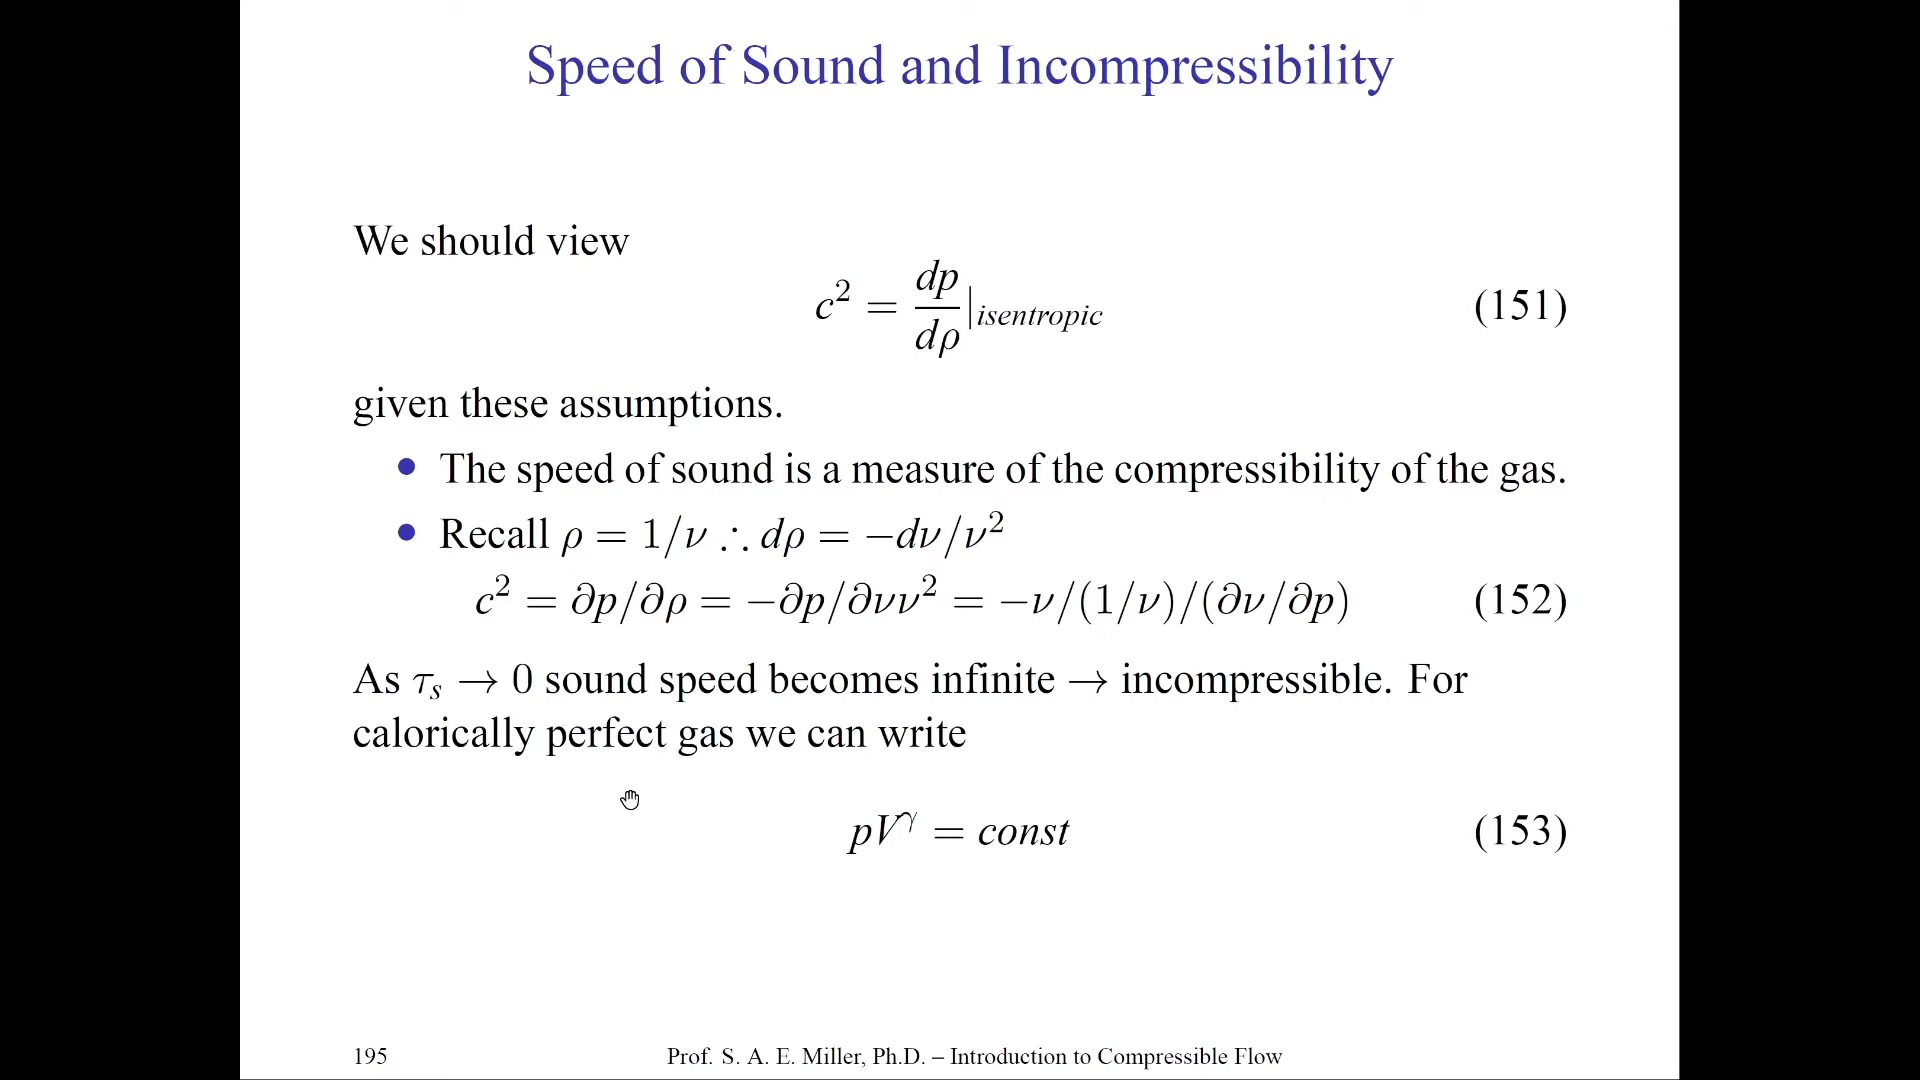 Speed of Sound and Incompressibility
We should view
c² = dp/dρ|isentropic (151)
given these assumptions.
• The speed of sound is a measure of the compressibility of the gas.
• Recall ρ = 1/ν ∴ dρ = −dν/ν²
c² = ∂p/∂ρ = −∂p/∂νν² = −ν/(1/ν)/(∂ν/∂p) (152)
As τₛ → 0 sound speed becomes infinite → incompressible. For
calorically perfect gas we can write
pVᵞ = const (153)
195 Prof. S. A. E. Miller, Ph.D. – Introduction to Compressible Flow